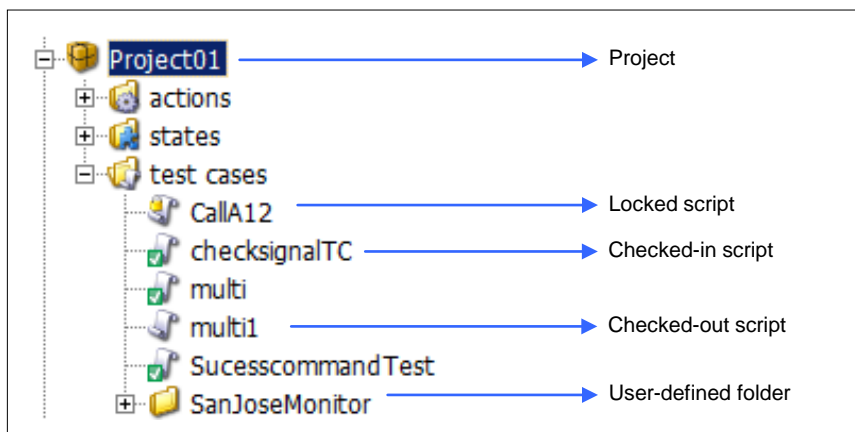 Project01 Project
actions
states
test cases
CallA12 Locked script
checksignalTC Checked-in script
multi
multi1 Checked-out script
SucesscommandTest
SanJoseMonitor User-defined folder